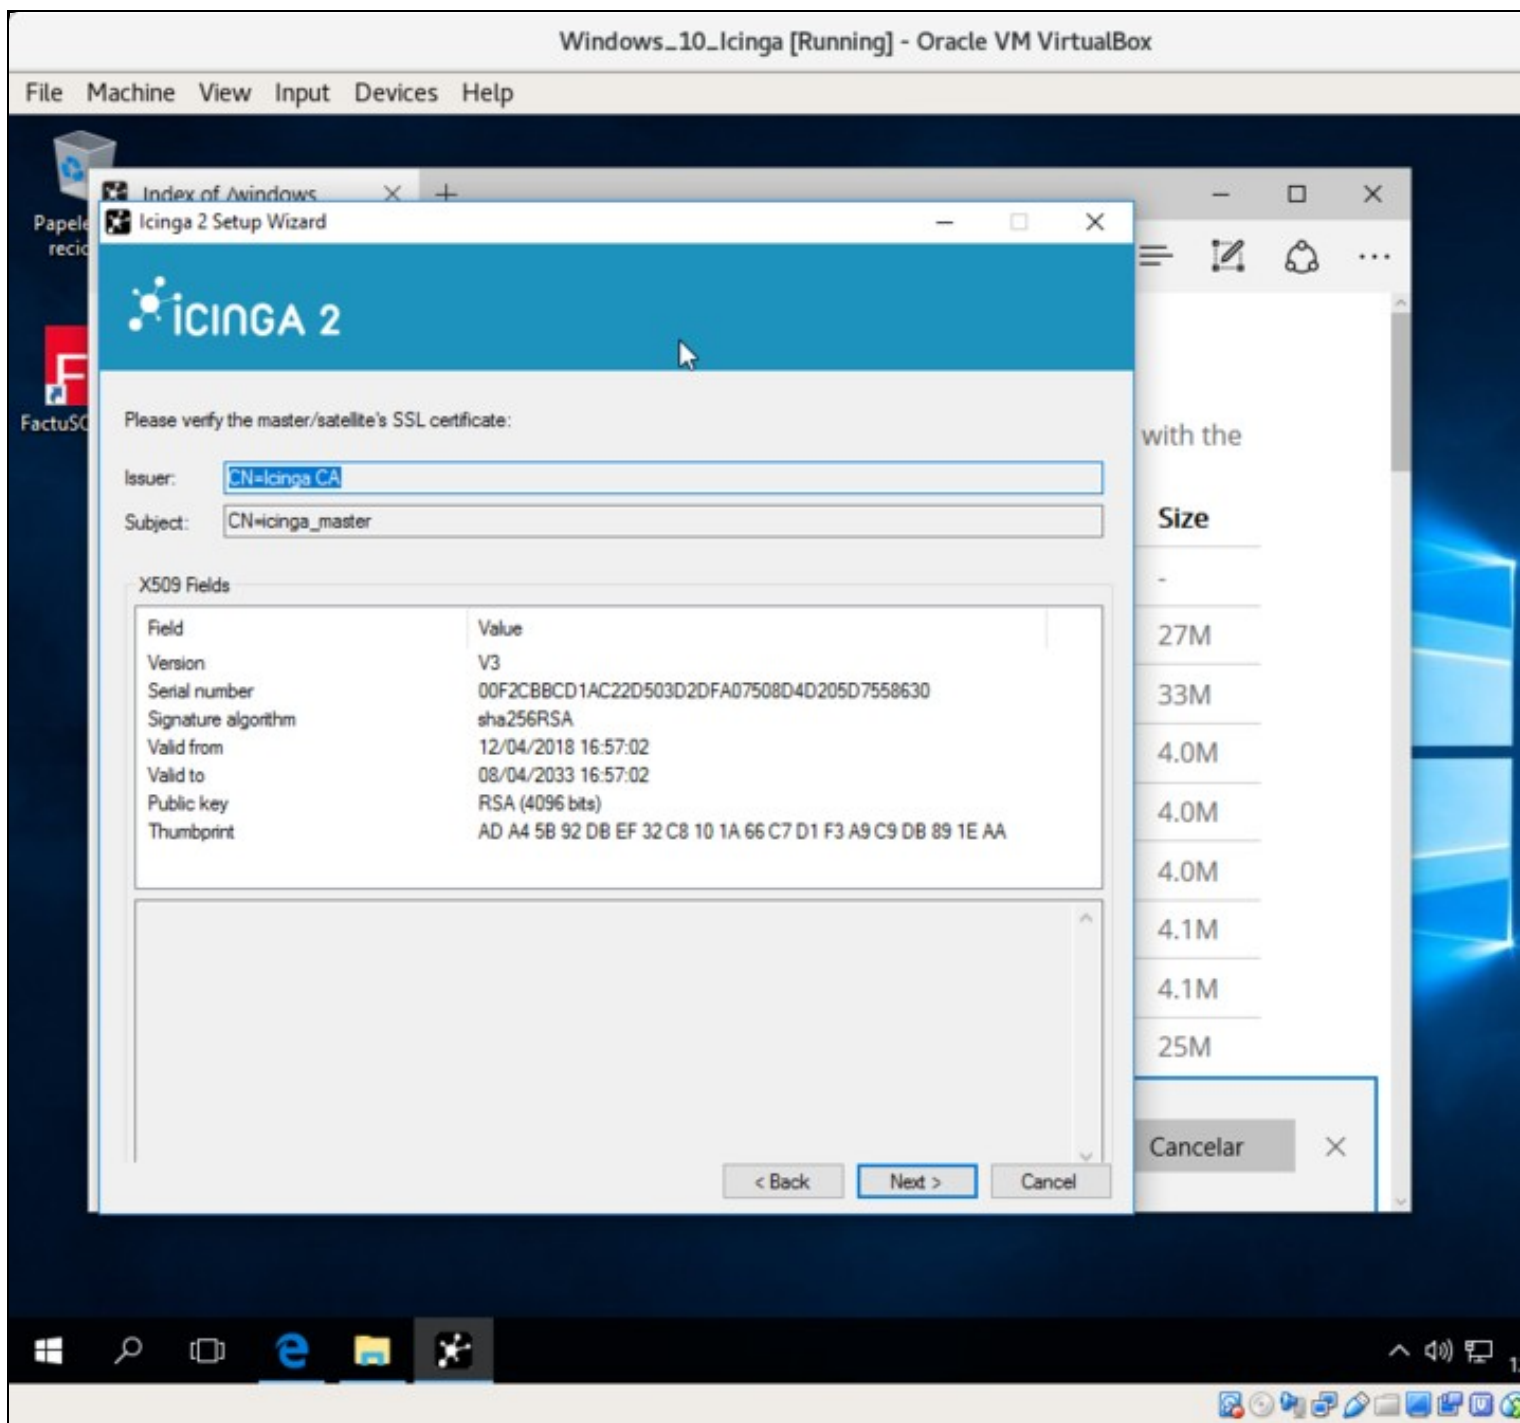 Windows_10_Icinga [Running] - Oracle VM VirtualBox
File Machine View Input Devices Help
Index of /windows
Icinga 2 Setup Wizard
Papele
recic
ICINGA 2
FactuSO
Please verify the master/satellite's SSL certificate:
with the
Issuer: CN=Icinga CA
Subject: CN=icinga_master
Size
X509 Fields
-
Field Value
27M
Version V3
Serial number 00F2CBBCD1AC22D503D2DFA07508D4D205D7558630
33M
Signature algorithm sha256RSA
Valid from 12/04/2018 16:57:02
4.0M
Valid to 08/04/2033 16:57:02
Public key RSA (4096 bits)
4.0M
Thumbprint AD A4 5B 92 DB EF 32 C8 10 1A 66 C7 D1 F3 A9 C9 DB 89 1E AA
4.0M
4.1M
4.1M
25M
Cancelar
< Back Next > Cancel